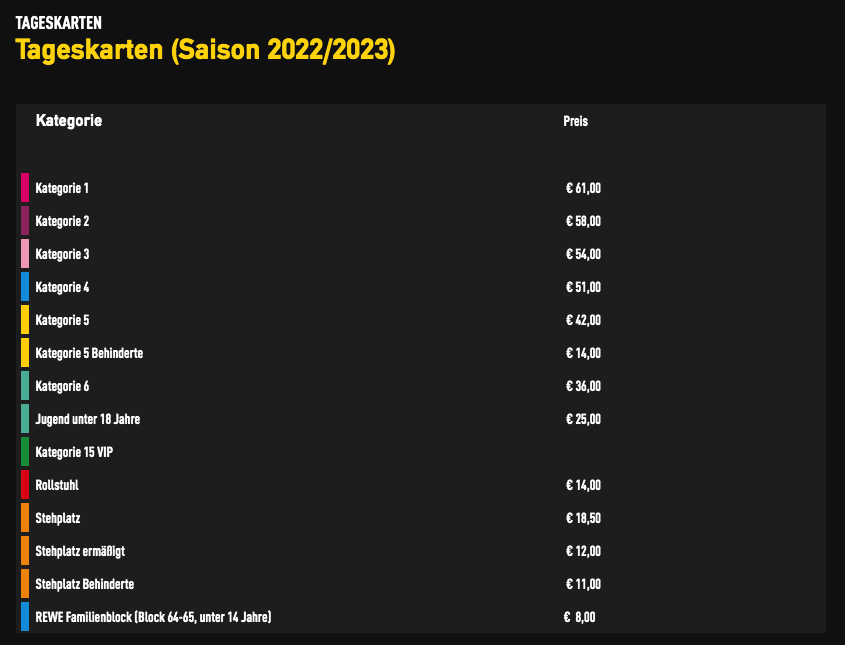 TAGESKARTEN
Tageskarten (Saison 2022/2023)
Kategorie Preis
Kategorie 1 € 61,00
Kategorie 2 € 58,00
Kategorie 3 € 54,00
Kategorie 4 € 51,00
Kategorie 5 € 42,00
Kategorie 5 Behinderte € 14,00
Kategorie 6 € 36,00
Jugend unter 18 Jahre € 25,00
Kategorie 15 VIP
Rollstuhl € 14,00
Stehplatz € 18,50
Stehplatz ermäßigt € 12,00
Stehplatz Behinderte € 11,00
REWE Familienblock (Block 64-65, unter 14 Jahre) € 8,00